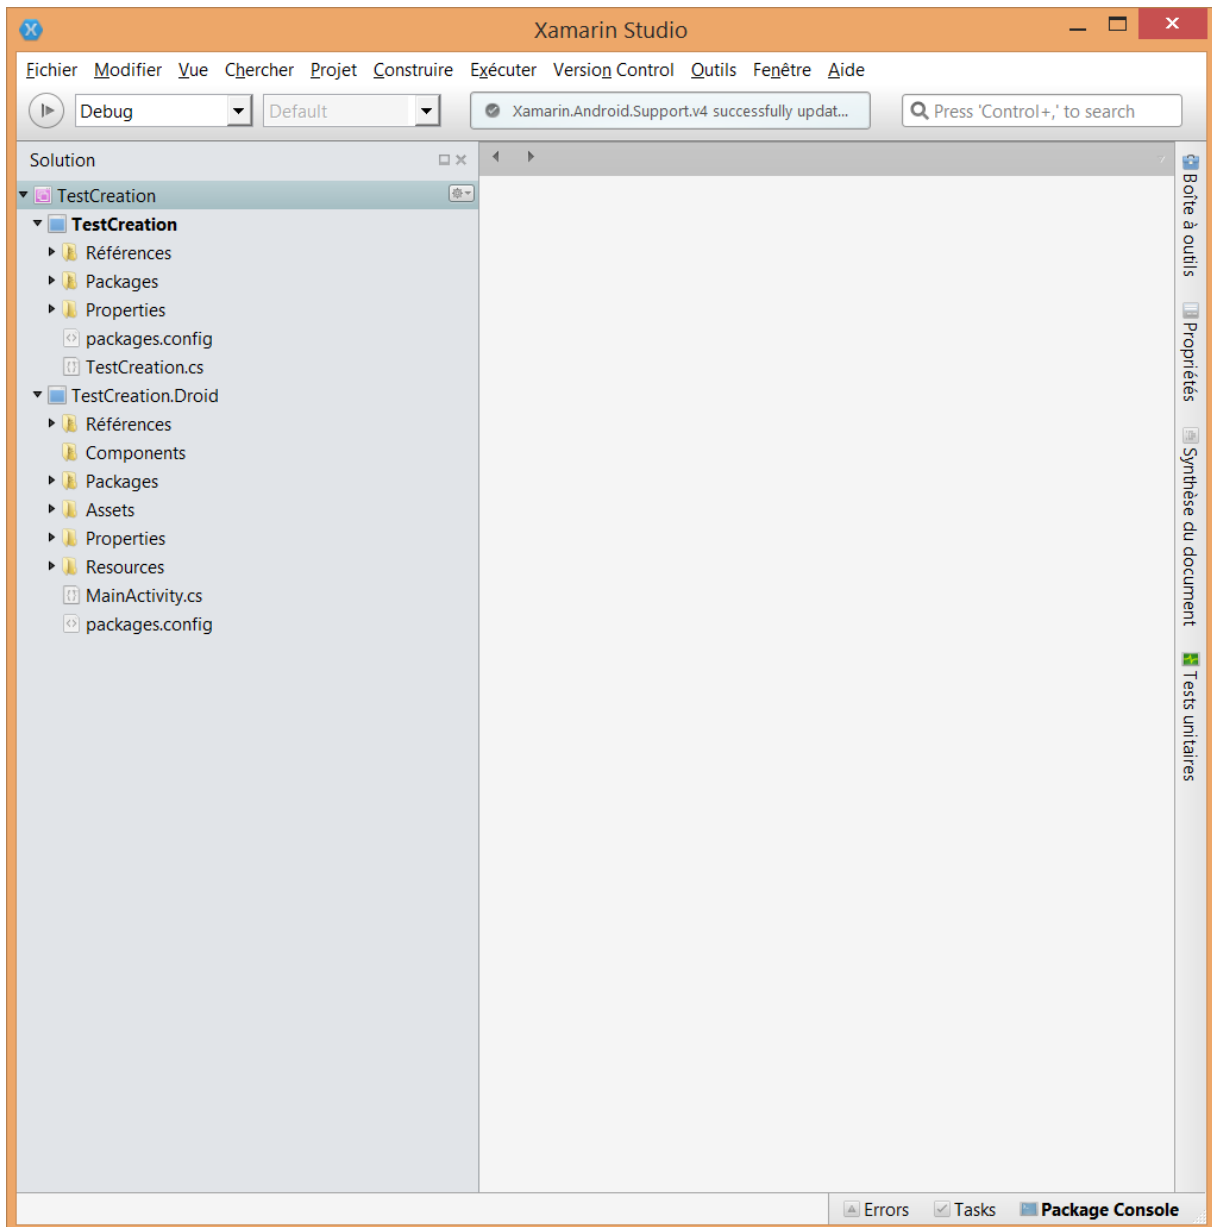 Xamarin Studio
Fichier Modifier Vue Chercher Projet Construire Exécuter Version Control Outils Fenêtre Aide
Debug Default Xamarin.Android.Support.v4 successfully updat... Press 'Control+,' to search
Solution
TestCreation
TestCreation
Références
Packages
Properties
packages.config
TestCreation.cs
TestCreation.Droid
Références
Components
Packages
Assets
Properties
Resources
MainActivity.cs
packages.config
Boîte à outils
Propriétés
Synthèse du document
Tests unitaires
Errors Tasks Package Console